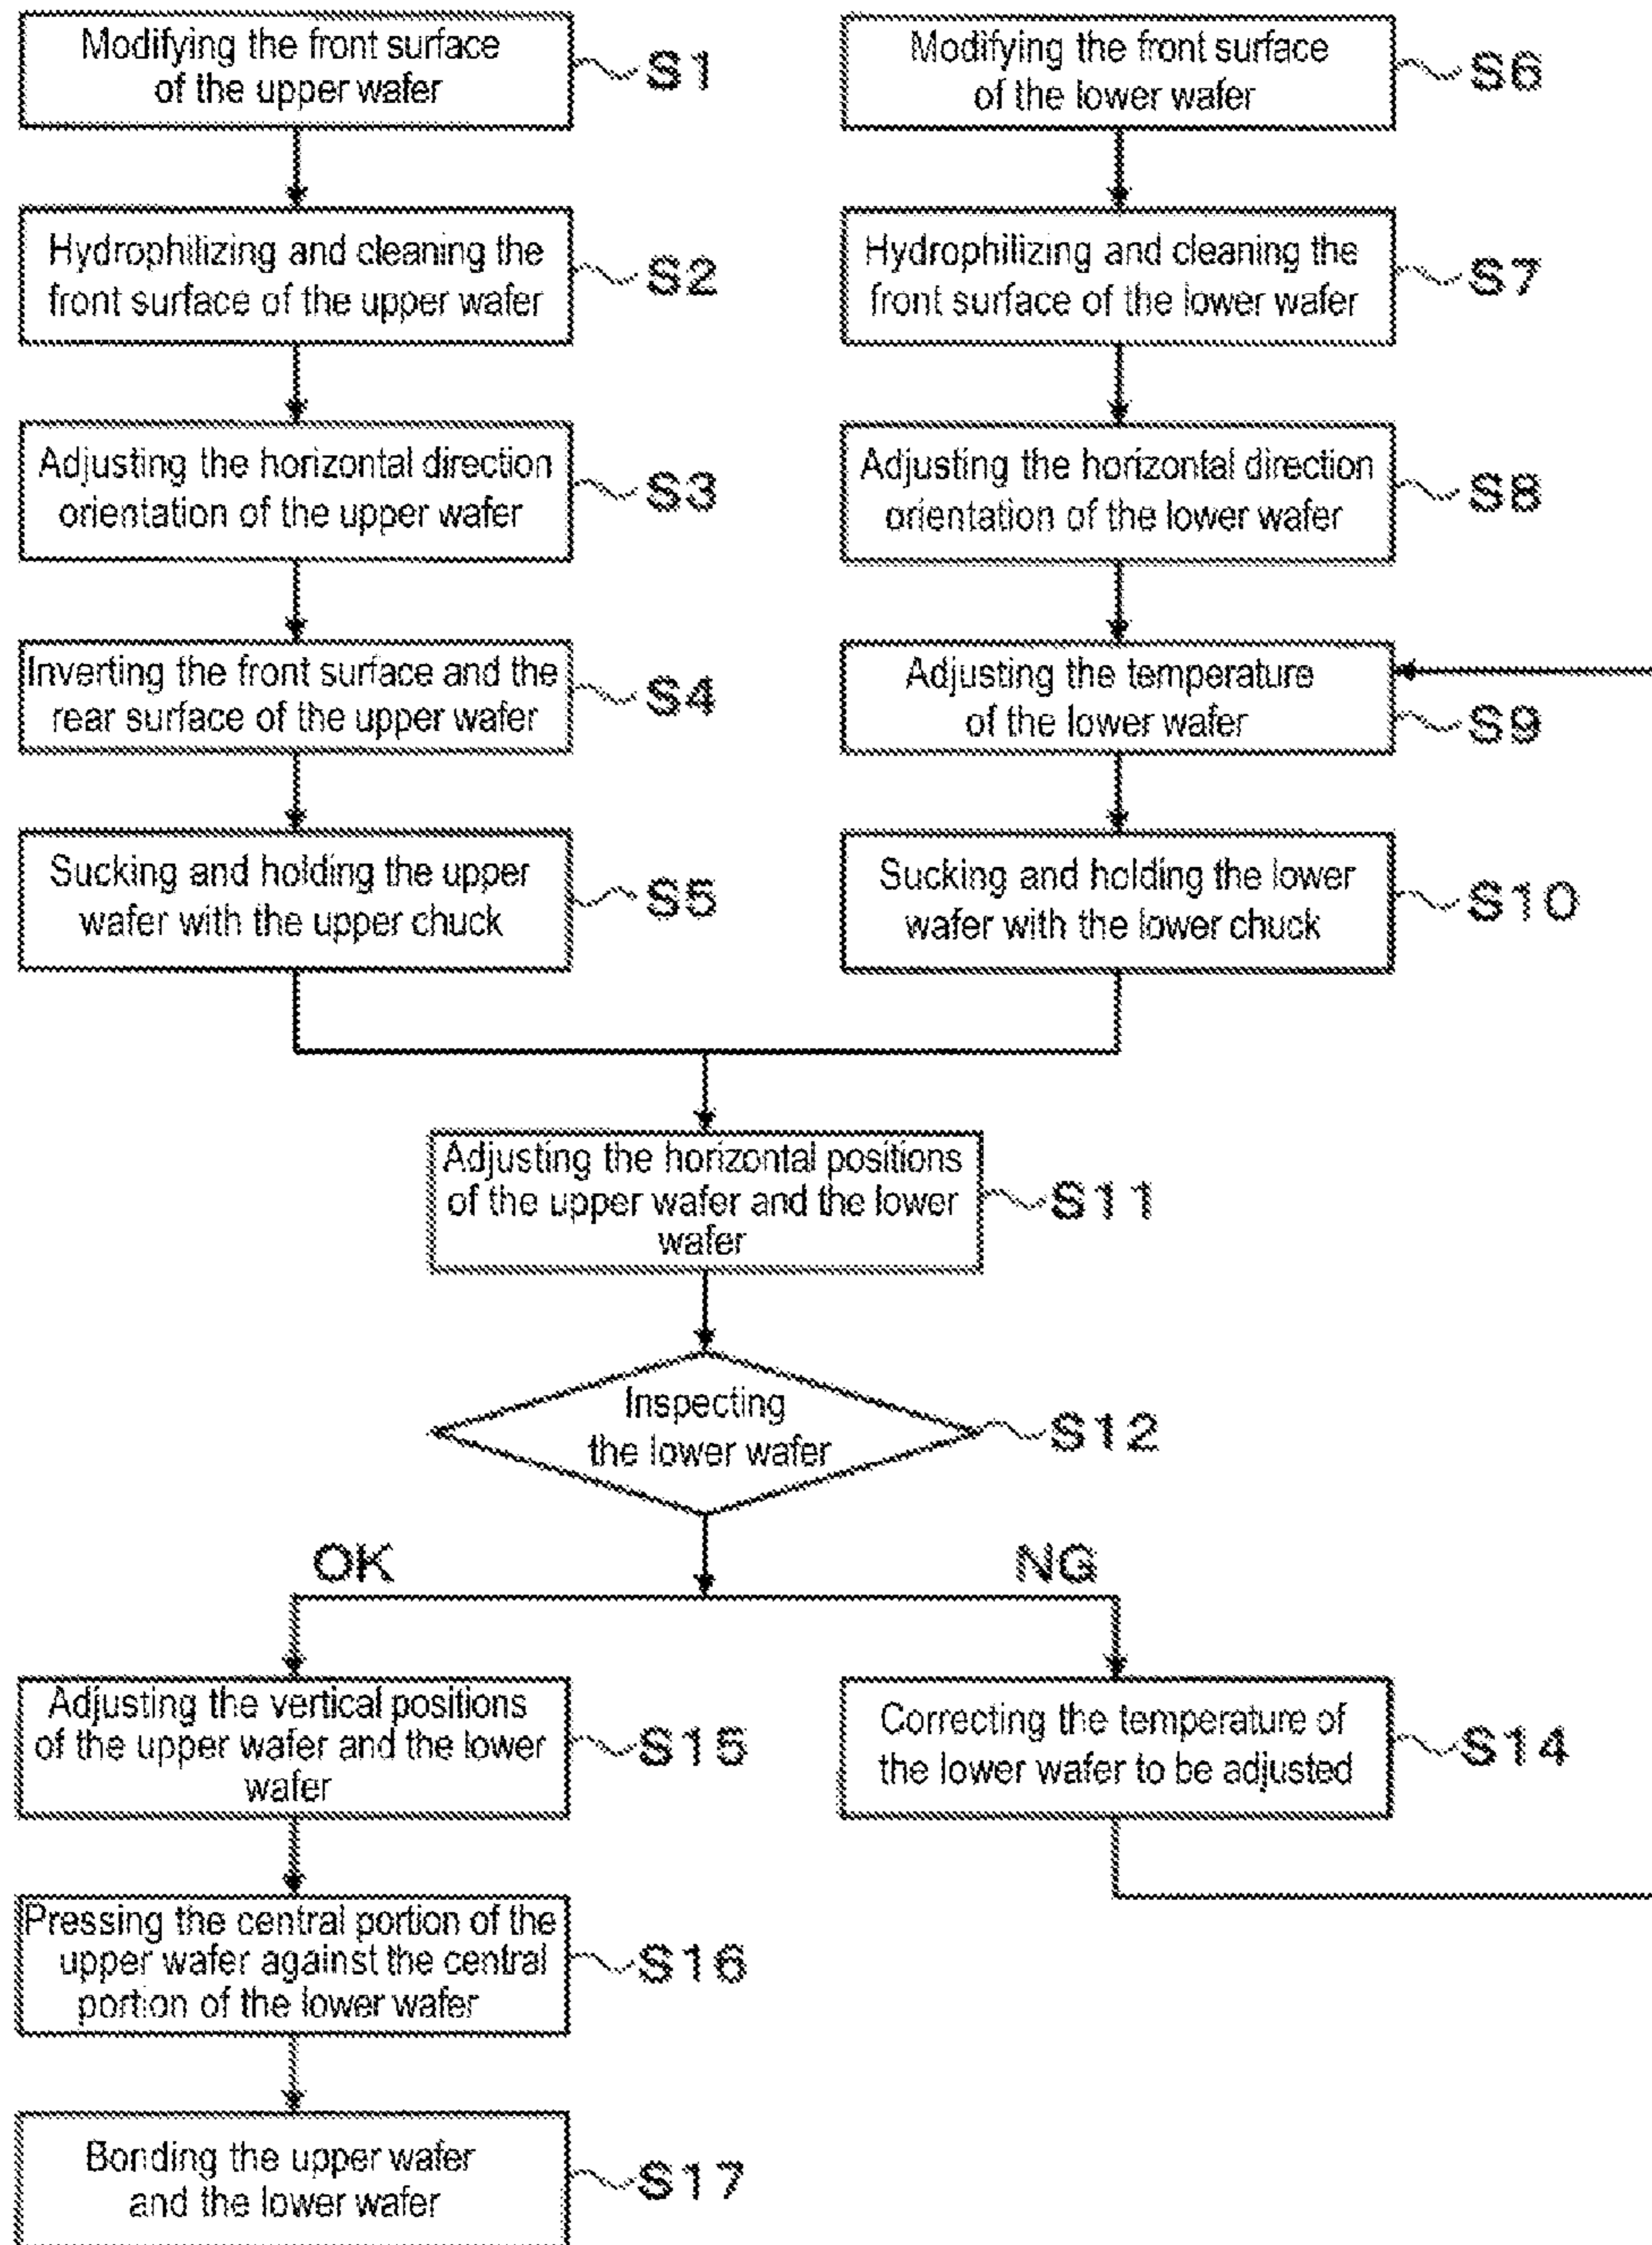 Modifying the front surface
of the upper wafer
S1
Hydrophilizing and cleaning the
front surface of the upper wafer
S2
Adjusting the horizontal direction
orientation of the upper wafer
S3
Inverting the front surface and the
rear surface of the upper wafer
S4
Sucking and holding the upper
wafer with the upper chuck
S5
Modifying the front surface
of the lower wafer
S6
Hydrophilizing and cleaning the
front surface of the lower wafer
S7
Adjusting the horizontal direction
orientation of the lower wafer
S8
Adjusting the temperature
of the lower wafer
S9
Sucking and holding the lower
wafer with the lower chuck
S10
Adjusting the horizontal positions
of the upper wafer and the lower
wafer
S11
Inspecting
the lower wafer
S12
OK
NG
Adjusting the vertical positions
of the upper wafer and the lower
wafer
S15
Correcting the temperature of
the lower wafer to be adjusted
S14
Pressing the central portion of the
upper wafer against the central
portion of the lower wafer
S16
Bonding the upper wafer
and the lower wafer
S17